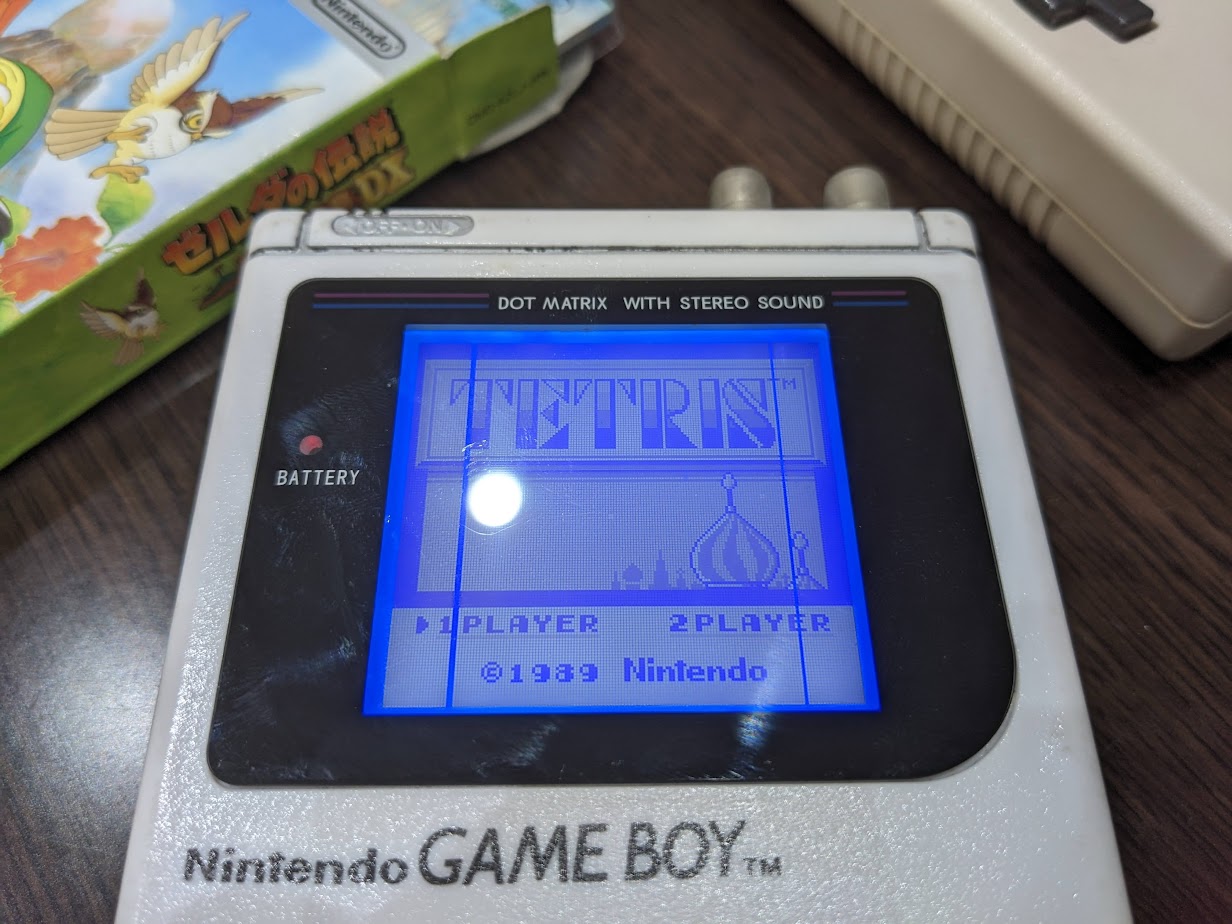 Nintendo
ゼルダの伝説
DX
OFF・ON
DOT MATRIX WITH STEREO SOUND
TETRIS™
BATTERY
▶1PLAYER 2PLAYER
©1989 Nintendo
Nintendo GAME BOY™